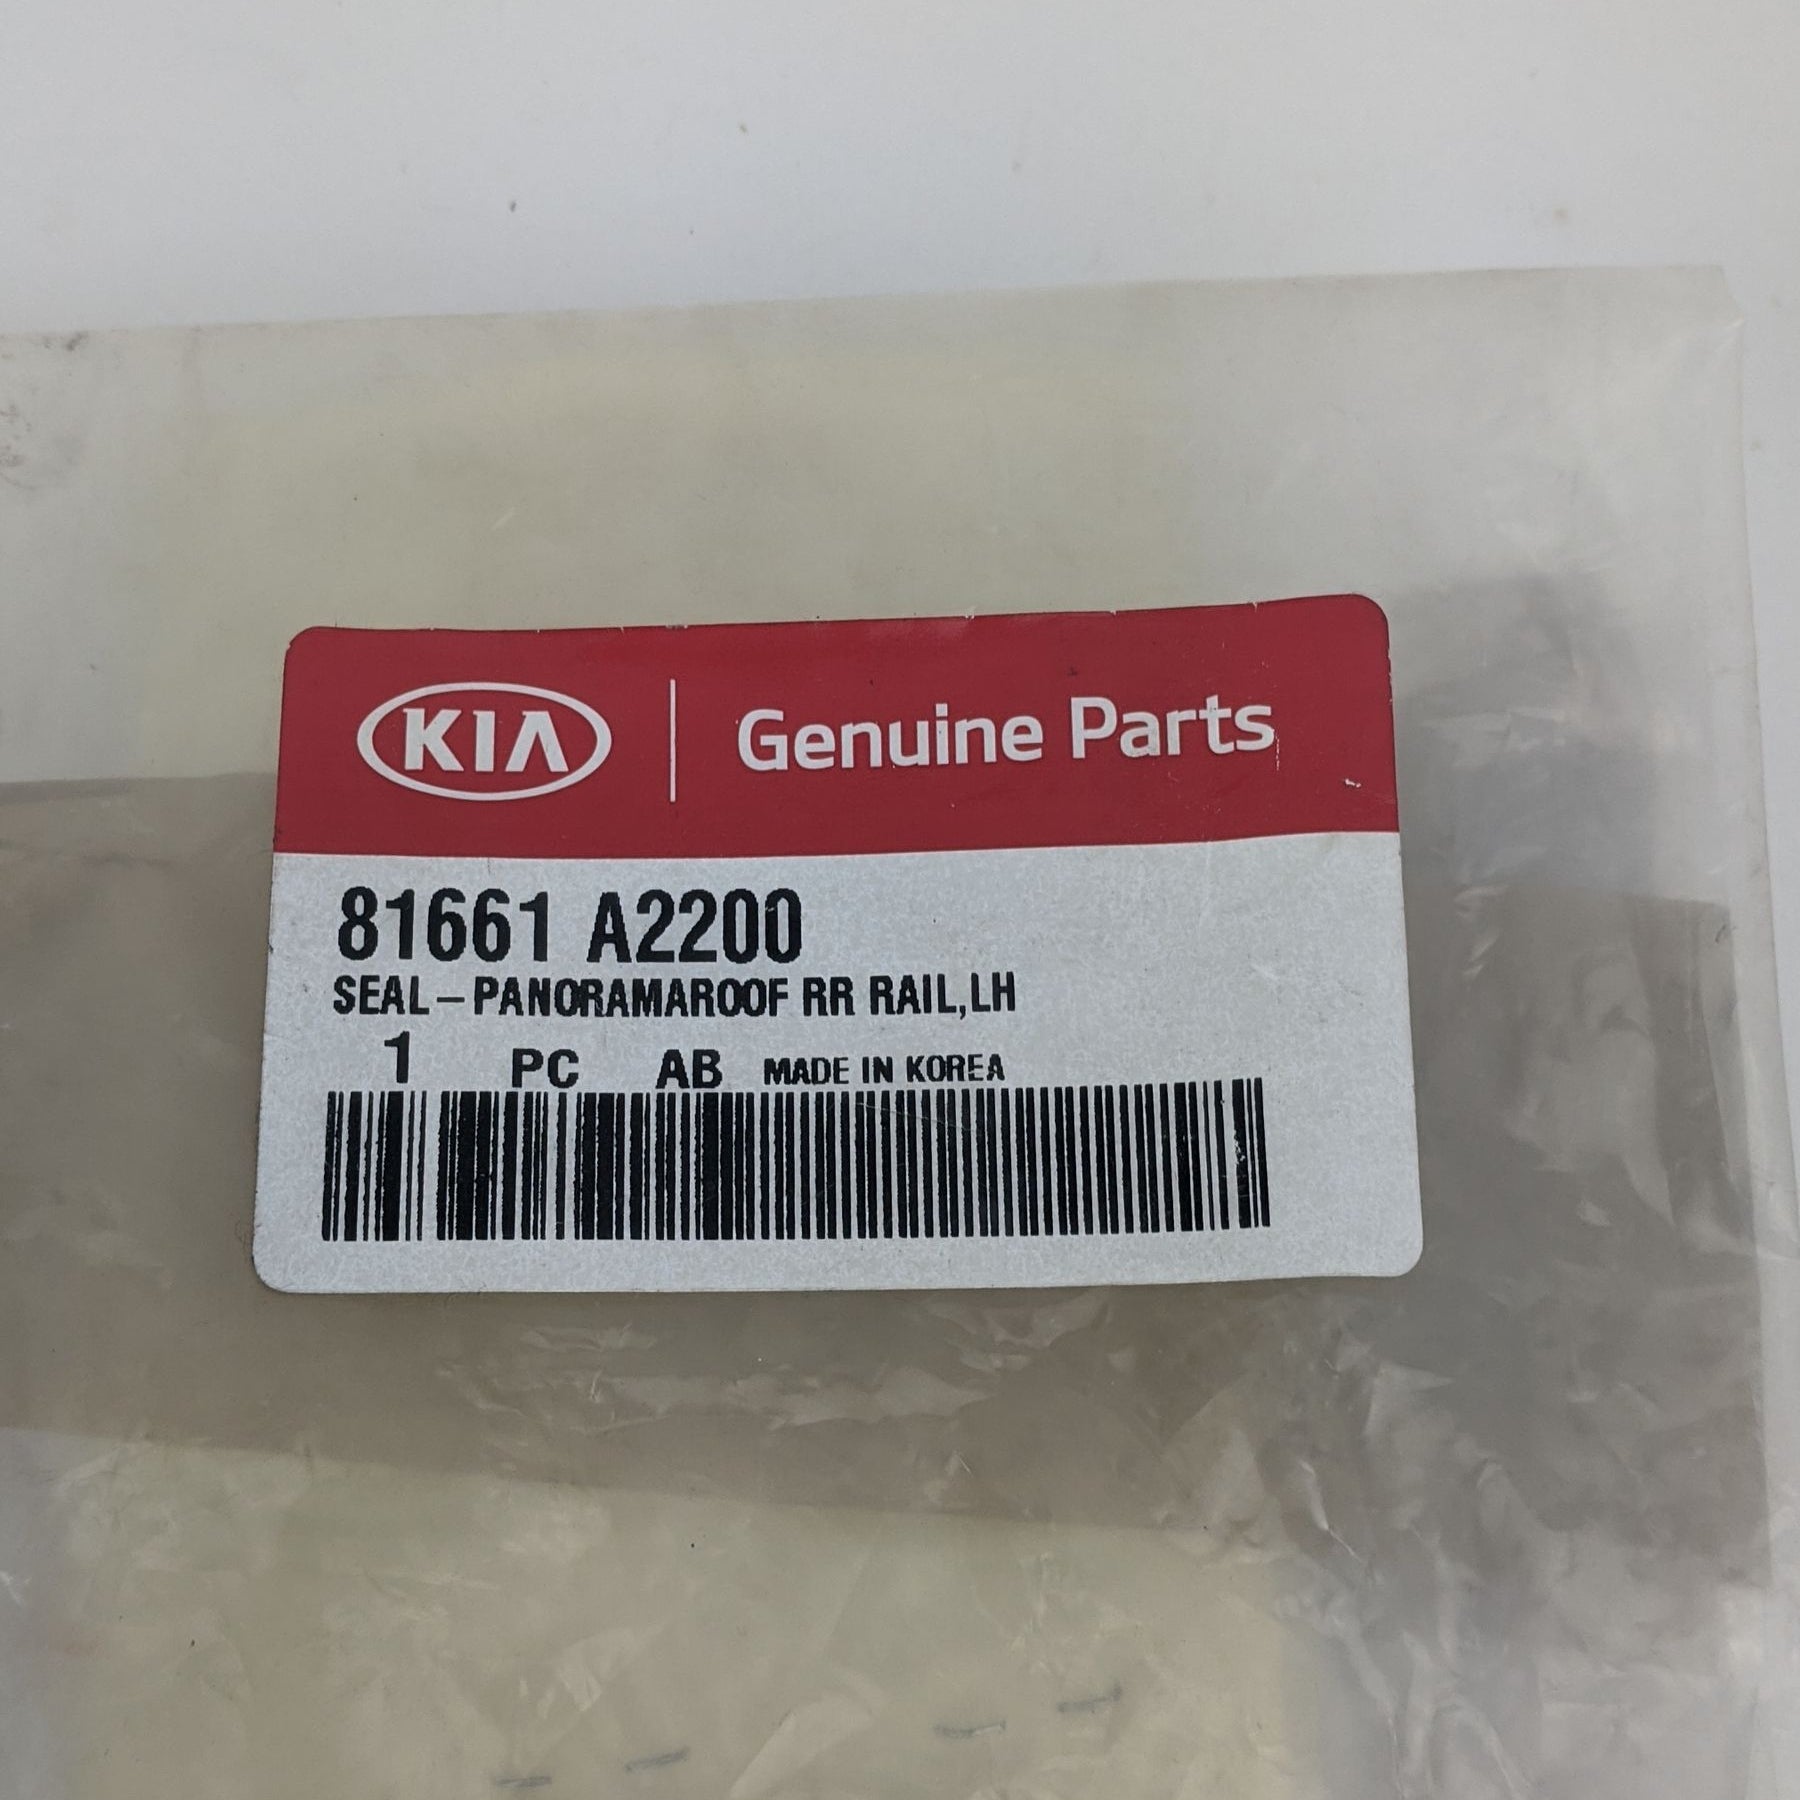 KIA Genuine Parts
81661 A2200
SEAL-PANORAMAROOF RR RAIL,LH
1 PC AB MADE IN KOREA